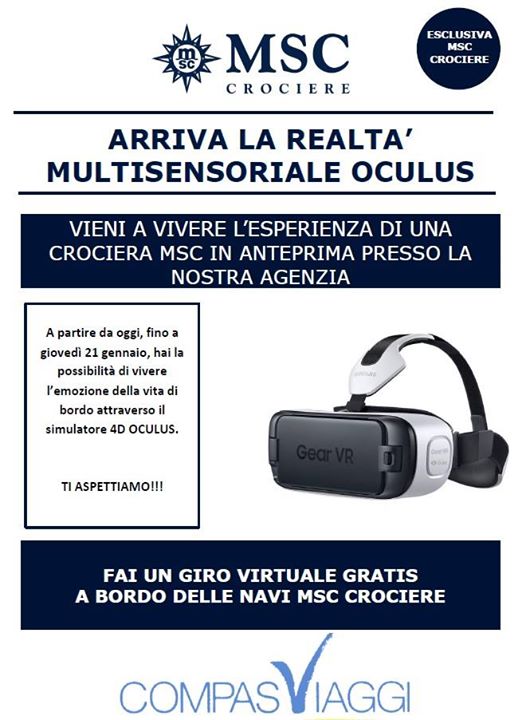 MSC
CROCIERE
msc
ESCLUSIVA
MSC
CROCIERE
ARRIVA LA REALTA'
MULTISENSORIALE OCULUS
VIENI A VIVERE L'ESPERIENZA DI UNA
CROCIERA MSC IN ANTEPRIMA PRESSO LA
NOSTRA AGENZIA
A partire da oggi, fino a
giovedì 21 gennaio, hai la
possibilità di vivere
l'emozione della vita di
bordo attraverso il
simulatore 4D OCULUS.
TI ASPETTIAMO!!!
Gear VR
Gear VR
FAI UN GIRO VIRTUALE GRATIS
A BORDO DELLE NAVI MSC CROCIERE
COMPASVIAGGI